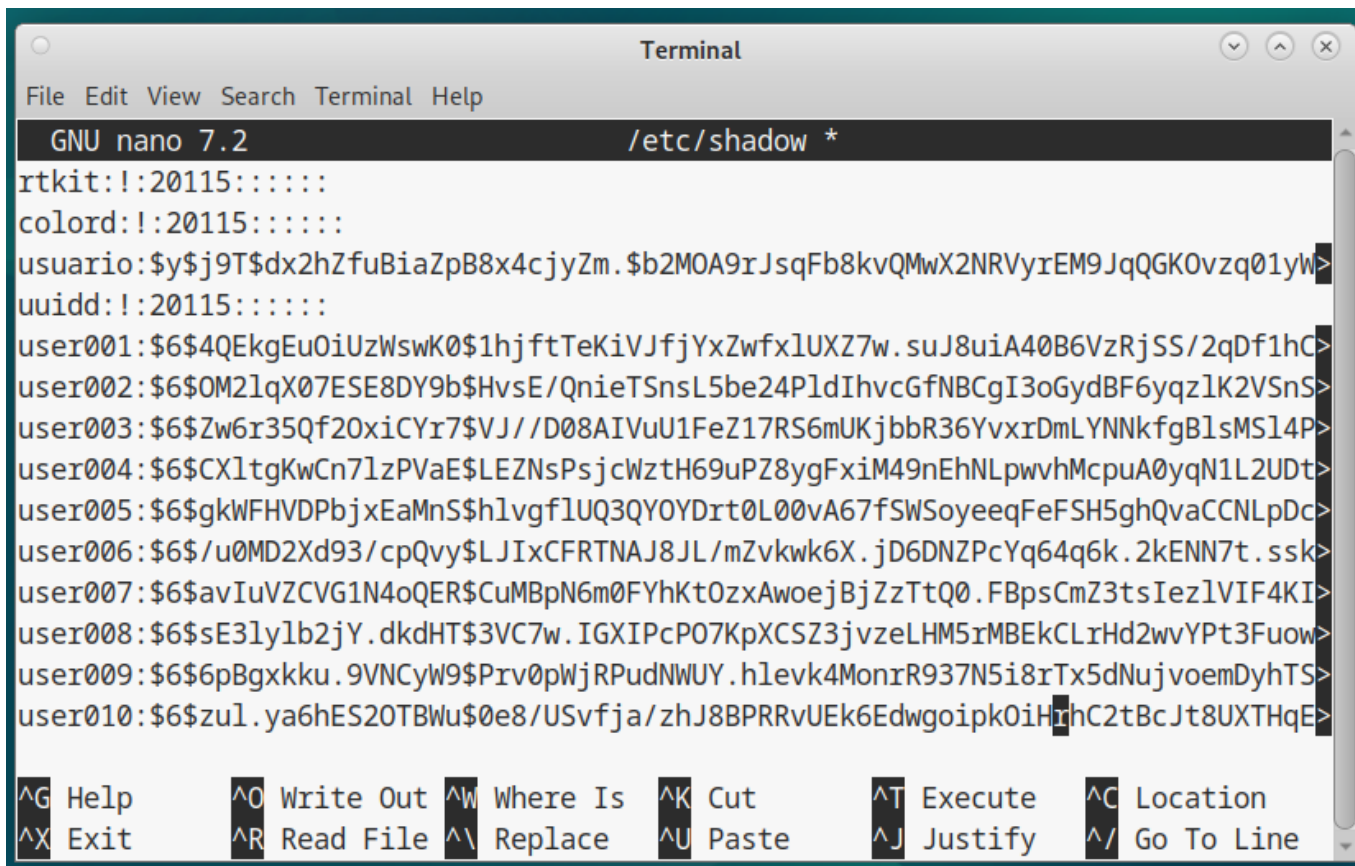 Terminal
File Edit View Search Terminal Help
GNU nano 7.2 /etc/shadow *
rtkit:!:20115::::::
colord:!:20115::::::
usuario:$y$j9T$dx2hZfuBiaZpB8x4cjyZm.$b2MOA9rJsqFb8kvQMwX2NRVyrEM9JqQGKOvzq01yW>
uuidd:!:20115::::::
user001:$6$4QEkgEuOiUzWswK0$1hjftTeKiVJfjYxZwfxlUXZ7w.suJ8uiA40B6VzRjSS/2qDf1hC>
user002:$6$OM2lqX07ESE8DY9b$HvsE/QnieTSnsL5be24PldIhvcGfNBCgI3oGydBF6yqzlK2VSnS>
user003:$6$Zw6r35Qf2OxiCYr7$VJ//D08AIVuU1FeZ17RS6mUKjbbR36YvxrDmLYNNkfgBlsMSl4P>
user004:$6$CXltgKwCn7lzPVaE$LEZNsPsjcWztH69uPZ8ygFxiM49nEhNLpwvhMcpuA0yqN1L2UDt>
user005:$6$gkWFHVDPbjxEaMnS$hlvgflUQ3QYOYDrt0L00vA67fSWSoyeeqFeFSH5ghQvaCCNLpDc>
user006:$6$/u0MD2Xd93/cpQvy$LJIxCFRTNAJ8JL/mZvkwk6X.jD6DNZPcYq64q6k.2kENN7t.ssk>
user007:$6$avIuVZCVG1N4oQER$CuMBpN6m0FYhKtOzxAwoejBjZzTtQ0.FBpsCmZ3tsIezlVIF4KI>
user008:$6$sE3lylb2jY.dkdHT$3VC7w.IGXIPcPO7KpXCSZ3jvzeLHM5rMBEkCLrHd2wvYPt3Fuow>
user009:$6$6pBgxkku.9VNCyW9$Prv0pWjRPudNWUY.hlevk4MonrR937N5i8rTx5dNujvoemDyhTS>
user010:$6$zul.ya6hES2OTBWu$0e8/USvfja/zhJ8BPRRvUEk6EdwgoipkOiHrhC2tBcJt8UXTHqE>
^G Help ^O Write Out ^W Where Is ^K Cut ^T Execute ^C Location
^X Exit ^R Read File ^\ Replace ^U Paste ^J Justify ^/ Go To Line